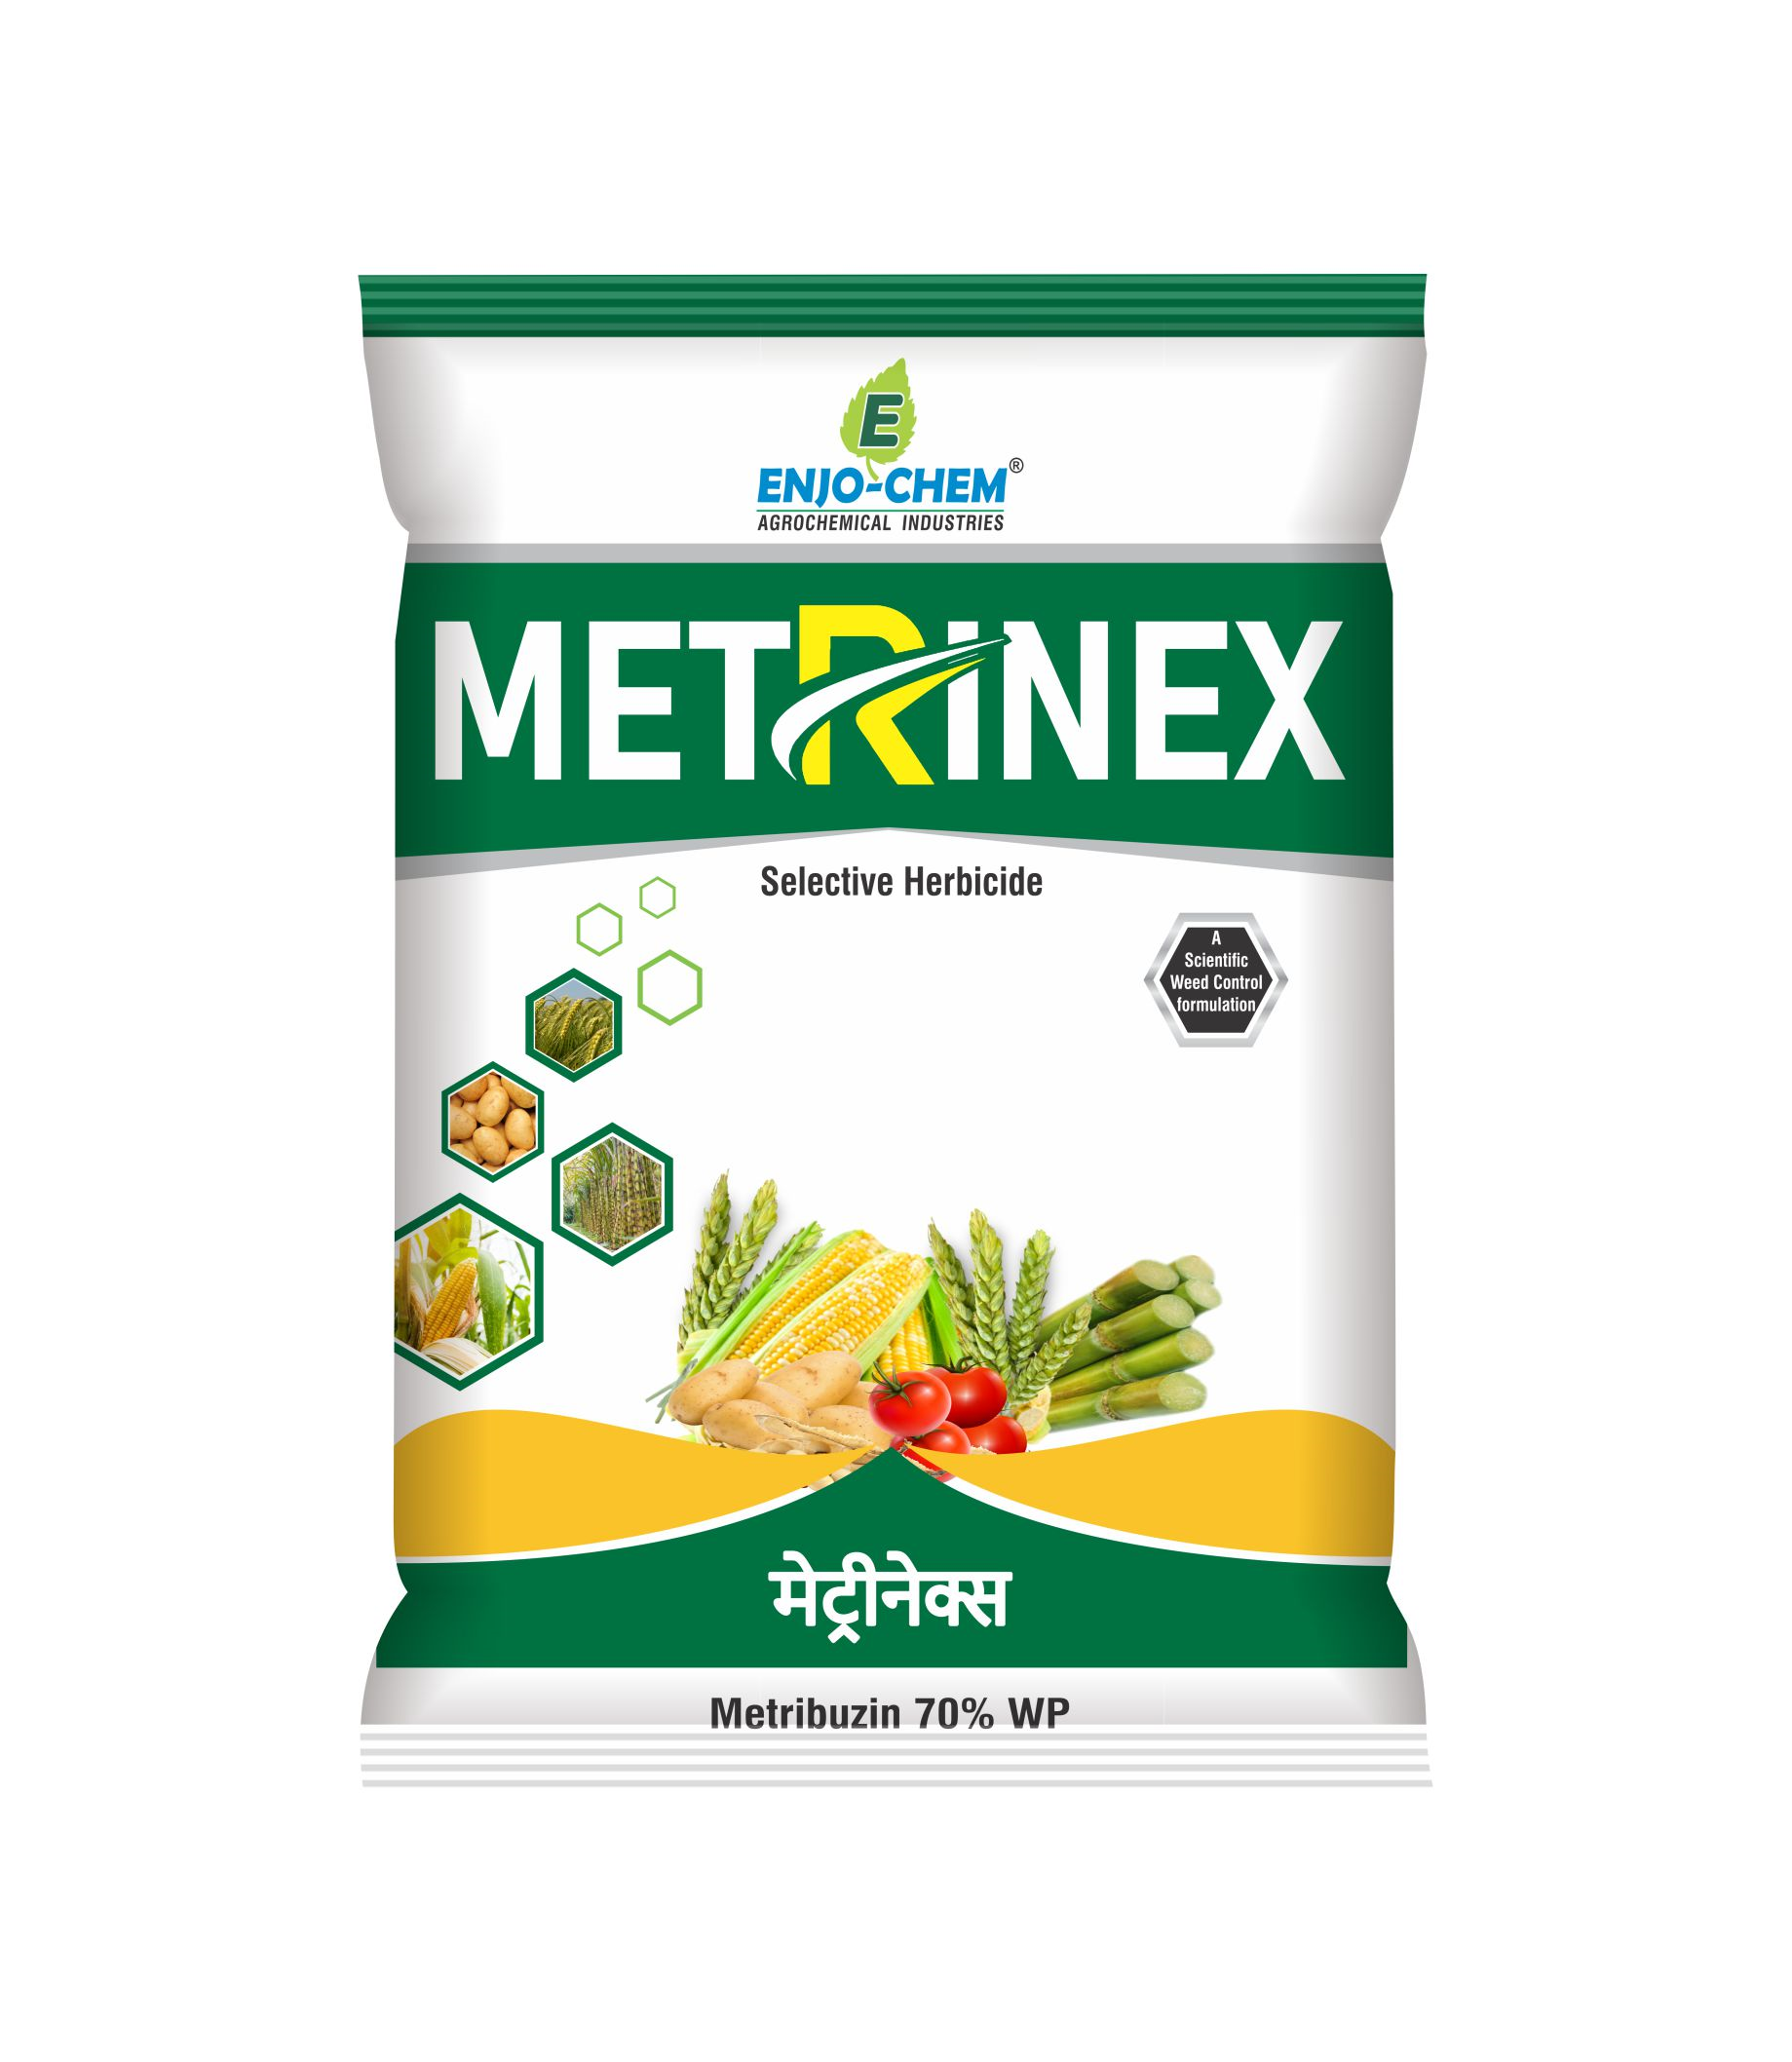 E
ENJO-CHEM®
AGROCHEMICAL INDUSTRIES
METRINEX
Selective Herbicide
A
Scientific
Weed Control
formulation
मेट्रीनेक्स
Metribuzin 70% WP